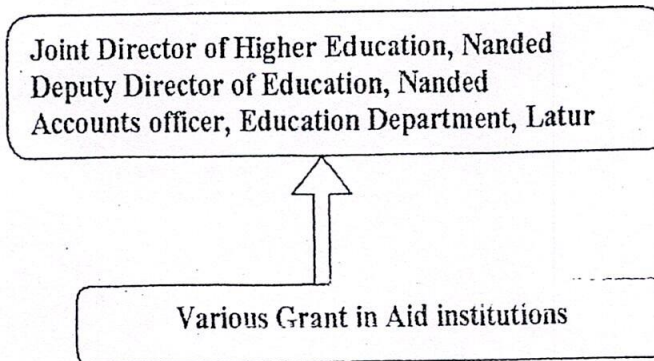 Joint Director of Higher Education, Nanded
Deputy Director of Education, Nanded
Accounts officer, Education Department, Latur
Various Grant in Aid institutions